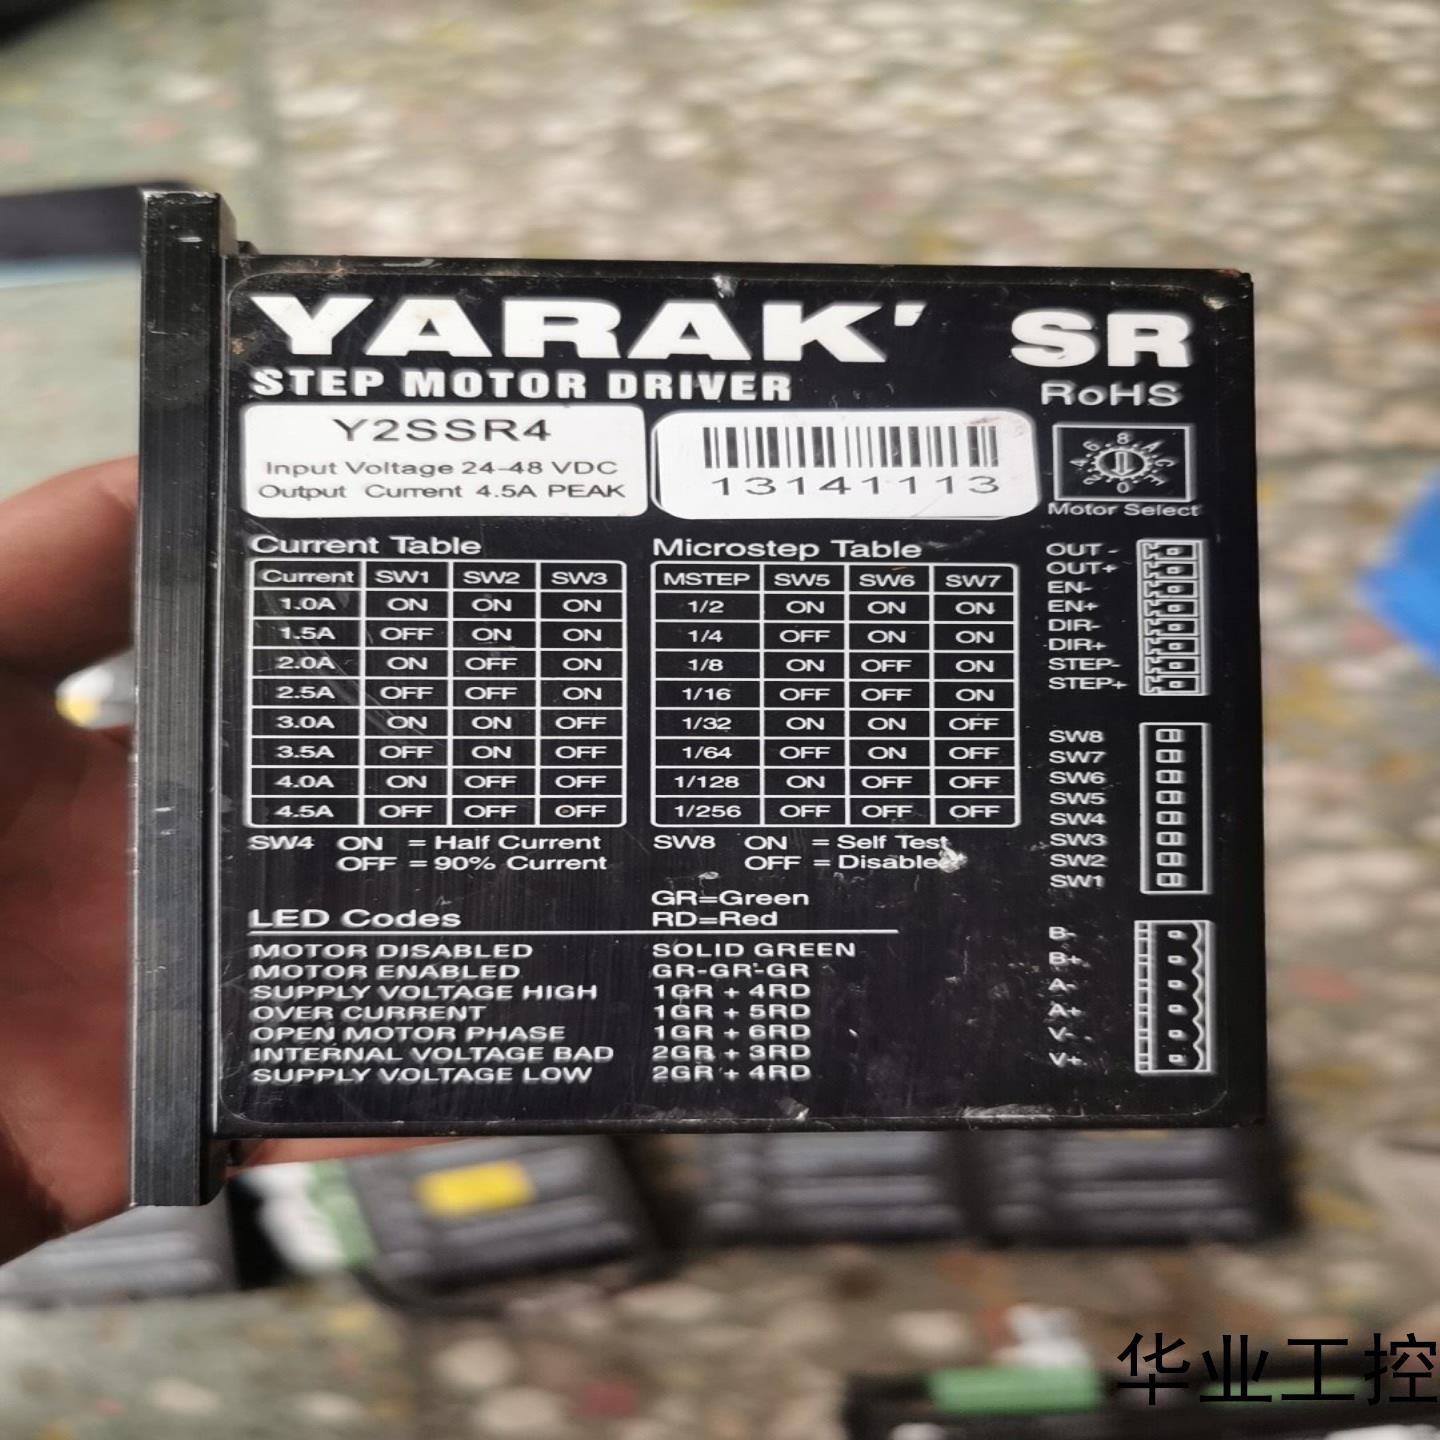 YARAK' SR
STEP MOTOR DRIVER
RoHS
Y2SSR4
Input Voltage 24-48 VDC
Output Current 4.5A PEAK
13141113
0 2 4 6 8 A C E
Motor Select
Current Table
Current SW1 SW2 SW3
1.0A ON ON ON
1.5A OFF ON ON
2.0A ON OFF ON
2.5A OFF OFF ON
3.0A ON ON OFF
3.5A OFF ON OFF
4.0A ON OFF OFF
4.5A OFF OFF OFF
SW4 ON = Half Current
OFF = 90% Current
Microstep Table
MSTEP SW5 SW6 SW7
1/2 ON ON ON
1/4 OFF ON ON
1/8 ON OFF ON
1/16 OFF OFF ON
1/32 ON ON OFF
1/64 OFF ON OFF
1/128 ON OFF OFF
1/256 OFF OFF OFF
SW8 ON = Self Test
OFF = Disable
GR=Green
RD=Red
LED Codes
MOTOR DISABLED SOLID GREEN
MOTOR ENABLED GR-GR-GR
SUPPLY VOLTAGE HIGH 1GR + 4RD
OVER CURRENT 1GR + 5RD
OPEN MOTOR PHASE 1GR + 6RD
INTERNAL VOLTAGE BAD 2GR + 3RD
SUPPLY VOLTAGE LOW 2GR + 4RD
OUT-
OUT+
EN-
EN+
DIR-
DIR+
STEP-
STEP+
SW8
SW7
SW6
SW5
SW4
SW3
SW2
SW1
B-
B+
A-
A+
V-
V+
华业工控